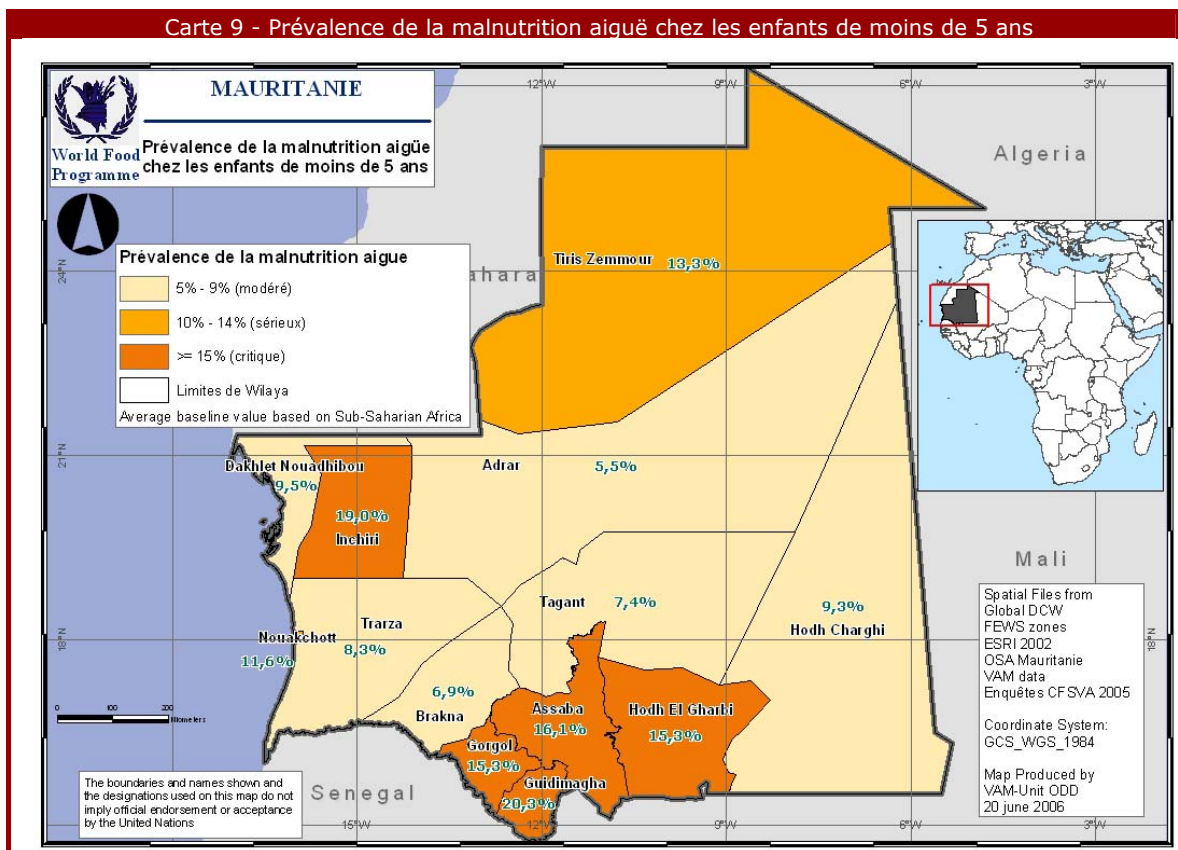 Carte 9 - Prévalence de la malnutrition aiguë chez les enfants de moins de 5 ans
MAURITANIE
World Food
Programme
Prévalence de la malnutrition aigüe
chez les enfants de moins de 5 ans
12°W
9°W
6°W
Algeria
Prévalence de la malnutrition aigue
5% - 9% (modéré)
10% - 14% (sérieux)
>= 15% (critique)
Limites de Wilaya
Average baseline value based on Sub-Saharian Africa
24°N
ahara
Tiris Zemmour
13,3%
21°N
Dakhlet Nouadhibou
9,5%
Adrar
5,5%
19,0%
Inchiri
Mali
Tagant
7,4%
9,3%
Hodh Charghi
Trarza
8,3%
Nouakchott
11,6%
18°N
18°N
6,9%
Brakna
Assaba
16,1%
Hodh El Gharbi
15,3%
Gorgol
15,3%
Guidimagha
20,3%
0 100 200
Kilometers
Senegal
The boundaries and names shown and
the designations used on this map do not
imply official endorsement or acceptance
by the United Nations
Spatial Files from
Global DCW
FEWS zones
ESRI 2002
OSA Mauritanie
VAM data
Enquêtes CFSVA 2005
Coordinate System:
GCS_WGS_1984
Map Produced by
VAM-Unit ODD
20 june 2006
15°W
12°W
9°W
6°W
3°W